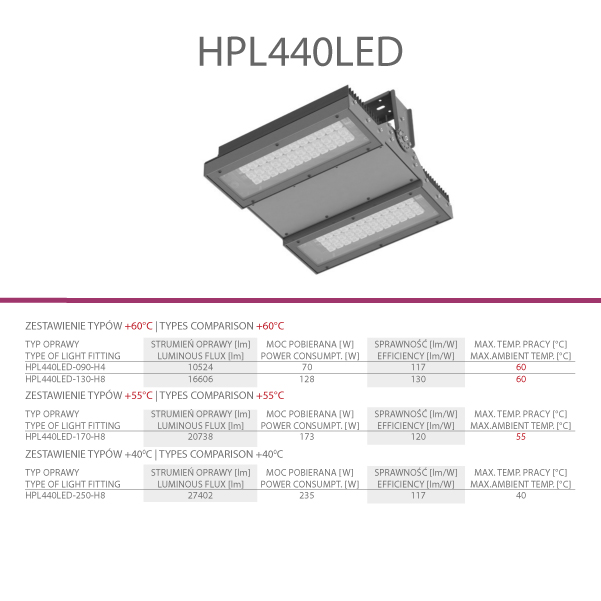 HPL440LED
ZESTAWIENIE TYPÓW +60°C | TYPES COMPARISON +60°C
TYP OPRAWY STRUMIEŃ OPRAWY [lm] MOC POBIERANA [W] SPRAWNOŚĆ [lm/W] MAX. TEMP. PRACY [°C]
TYPE OF LIGHT FITTING LUMINOUS FLUX [lm] POWER CONSUMPT. [W] EFFICIENCY [lm/W] MAX.AMBIENT TEMP. [°C]
HPL440LED-090-H4 10524 70 117 60
HPL440LED-130-H8 16606 128 130 60
ZESTAWIENIE TYPÓW +55°C | TYPES COMPARISON +55°C
TYP OPRAWY STRUMIEŃ OPRAWY [lm] MOC POBIERANA [W] SPRAWNOŚĆ [lm/W] MAX. TEMP. PRACY [°C]
TYPE OF LIGHT FITTING LUMINOUS FLUX [lm] POWER CONSUMPT. [W] EFFICIENCY [lm/W] MAX.AMBIENT TEMP. [°C]
HPL440LED-170-H8 20738 173 120 55
ZESTAWIENIE TYPÓW +40°C | TYPES COMPARISON +40°C
TYP OPRAWY STRUMIEŃ OPRAWY [lm] MOC POBIERANA [W] SPRAWNOŚĆ [lm/W] MAX. TEMP. PRACY [°C]
TYPE OF LIGHT FITTING LUMINOUS FLUX [lm] POWER CONSUMPT. [W] EFFICIENCY [lm/W] MAX.AMBIENT TEMP. [°C]
HPL440LED-250-H8 27402 235 117 40